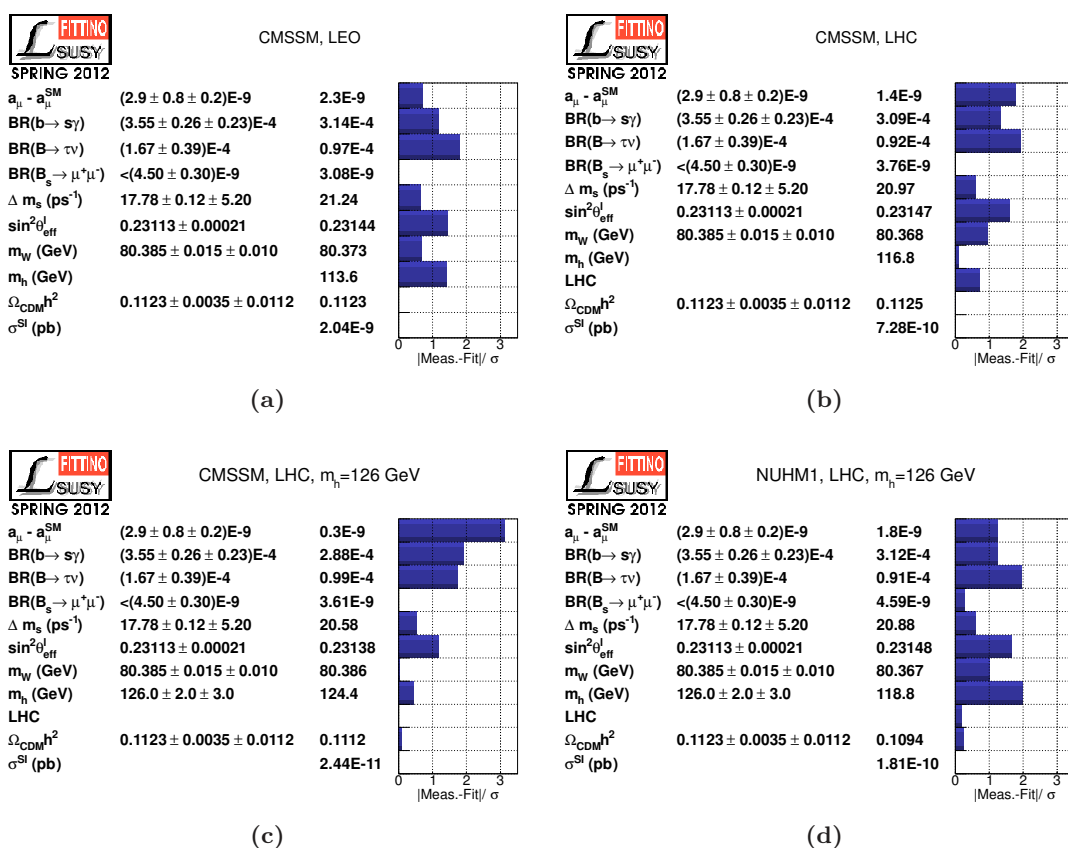 L FITTINO SUSY
SPRING 2012
CMSSM, LEO
a_μ - a_μ^SM (2.9 ± 0.8 ± 0.2)E-9 2.3E-9
BR(b→ sγ) (3.55 ± 0.26 ± 0.23)E-4 3.14E-4
BR(B→ τν) (1.67 ± 0.39)E-4 0.97E-4
BR(B_s → μ⁺μ⁻) <(4.50 ± 0.30)E-9 3.08E-9
Δ m_s (ps⁻¹) 17.78 ± 0.12 ± 5.20 21.24
sin²θ_eff^l 0.23113 ± 0.00021 0.23144
m_W (GeV) 80.385 ± 0.015 ± 0.010 80.373
m_h (GeV) 113.6
Ω_CDM h² 0.1123 ± 0.0035 ± 0.0112 0.1123
σ^SI (pb) 2.04E-9
0 1 2 3
|Meas.-Fit|/ σ
(a)
L FITTINO SUSY
SPRING 2012
CMSSM, LHC
a_μ - a_μ^SM (2.9 ± 0.8 ± 0.2)E-9 1.4E-9
BR(b→ sγ) (3.55 ± 0.26 ± 0.23)E-4 3.09E-4
BR(B→ τν) (1.67 ± 0.39)E-4 0.92E-4
BR(B_s → μ⁺μ⁻) <(4.50 ± 0.30)E-9 3.76E-9
Δ m_s (ps⁻¹) 17.78 ± 0.12 ± 5.20 20.97
sin²θ_eff^l 0.23113 ± 0.00021 0.23147
m_W (GeV) 80.385 ± 0.015 ± 0.010 80.368
m_h (GeV) 116.8
LHC
Ω_CDM h² 0.1123 ± 0.0035 ± 0.0112 0.1125
σ^SI (pb) 7.28E-10
0 1 2 3
|Meas.-Fit|/ σ
(b)
L FITTINO SUSY
SPRING 2012
CMSSM, LHC, m_h=126 GeV
a_μ - a_μ^SM (2.9 ± 0.8 ± 0.2)E-9 0.3E-9
BR(b→ sγ) (3.55 ± 0.26 ± 0.23)E-4 2.88E-4
BR(B→ τν) (1.67 ± 0.39)E-4 0.99E-4
BR(B_s → μ⁺μ⁻) <(4.50 ± 0.30)E-9 3.61E-9
Δ m_s (ps⁻¹) 17.78 ± 0.12 ± 5.20 20.58
sin²θ_eff^l 0.23113 ± 0.00021 0.23138
m_W (GeV) 80.385 ± 0.015 ± 0.010 80.386
m_h (GeV) 126.0 ± 2.0 ± 3.0 124.4
LHC
Ω_CDM h² 0.1123 ± 0.0035 ± 0.0112 0.1112
σ^SI (pb) 2.44E-11
0 1 2 3
|Meas.-Fit|/ σ
(c)
L FITTINO SUSY
SPRING 2012
NUHM1, LHC, m_h=126 GeV
a_μ - a_μ^SM (2.9 ± 0.8 ± 0.2)E-9 1.8E-9
BR(b→ sγ) (3.55 ± 0.26 ± 0.23)E-4 3.12E-4
BR(B→ τν) (1.67 ± 0.39)E-4 0.91E-4
BR(B_s → μ⁺μ⁻) <(4.50 ± 0.30)E-9 4.59E-9
Δ m_s (ps⁻¹) 17.78 ± 0.12 ± 5.20 20.88
sin²θ_eff^l 0.23113 ± 0.00021 0.23148
m_W (GeV) 80.385 ± 0.015 ± 0.010 80.367
m_h (GeV) 126.0 ± 2.0 ± 3.0 118.8
LHC
Ω_CDM h² 0.1123 ± 0.0035 ± 0.0112 0.1094
σ^SI (pb) 1.81E-10
0 1 2 3
|Meas.-Fit|/ σ
(d)